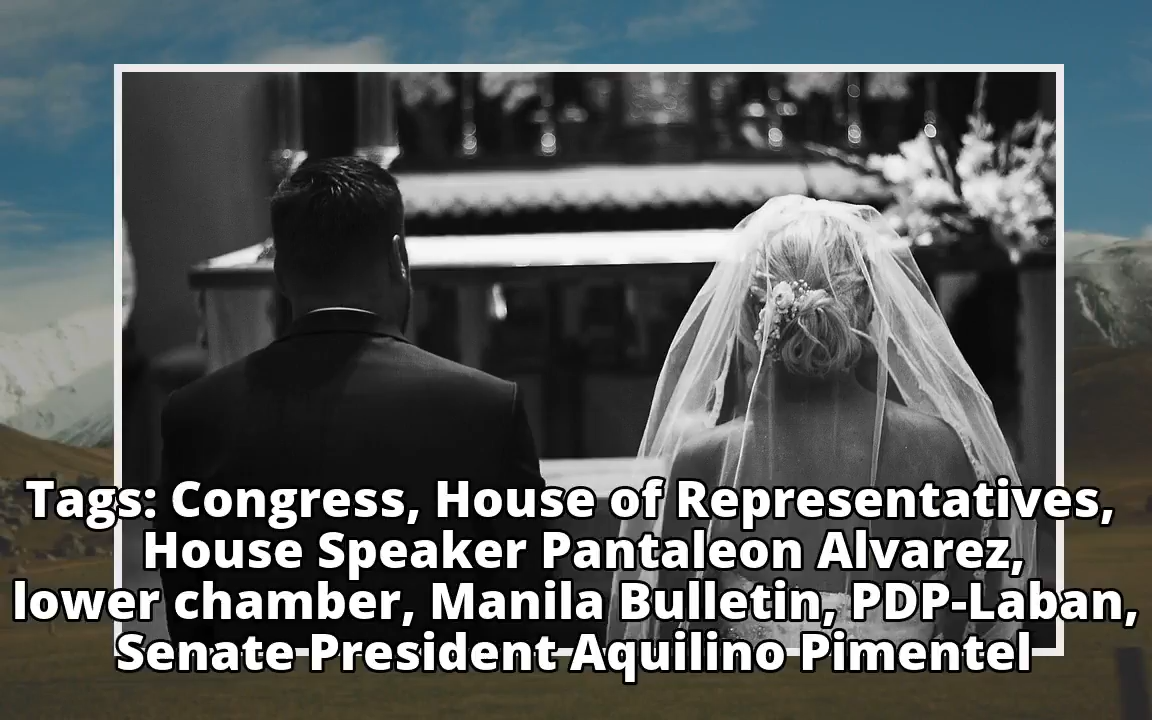 Tags: Congress, House of Representatives,
House Speaker Pantaleon Alvarez,
lower chamber, Manila Bulletin, PDP-Laban,
Senate President Aquilino Pimentel